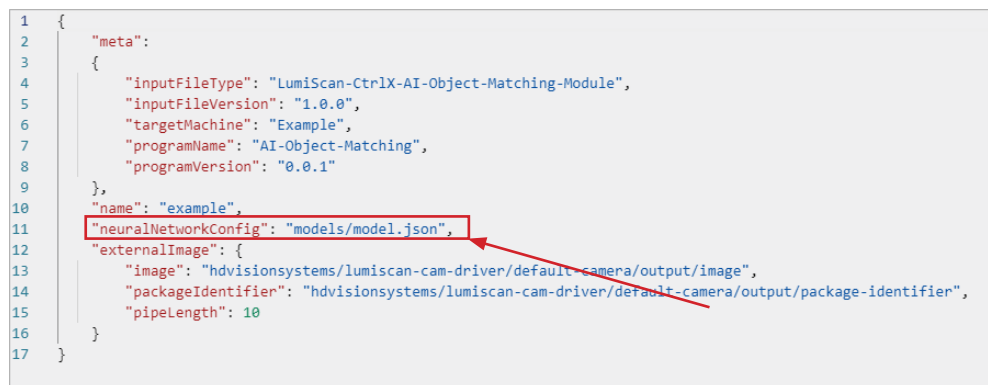 1 {
2 "meta":
3 {
4 "inputFileType": "LumiScan-CtrlX-AI-Object-Matching-Module",
5 "inputFileVersion": "1.0.0",
6 "targetMachine": "Example",
7 "programName": "AI-Object-Matching",
8 "programVersion": "0.0.1"
9 },
10 "name": "example",
11 "neuralNetworkConfig": "models/model.json",
12 "externalImage": {
13 "image": "hdvisionsystems/lumiscan-cam-driver/default-camera/output/image",
14 "packageIdentifier": "hdvisionsystems/lumiscan-cam-driver/default-camera/output/package-identifier",
15 "pipeLength": 10
16 }
17 }